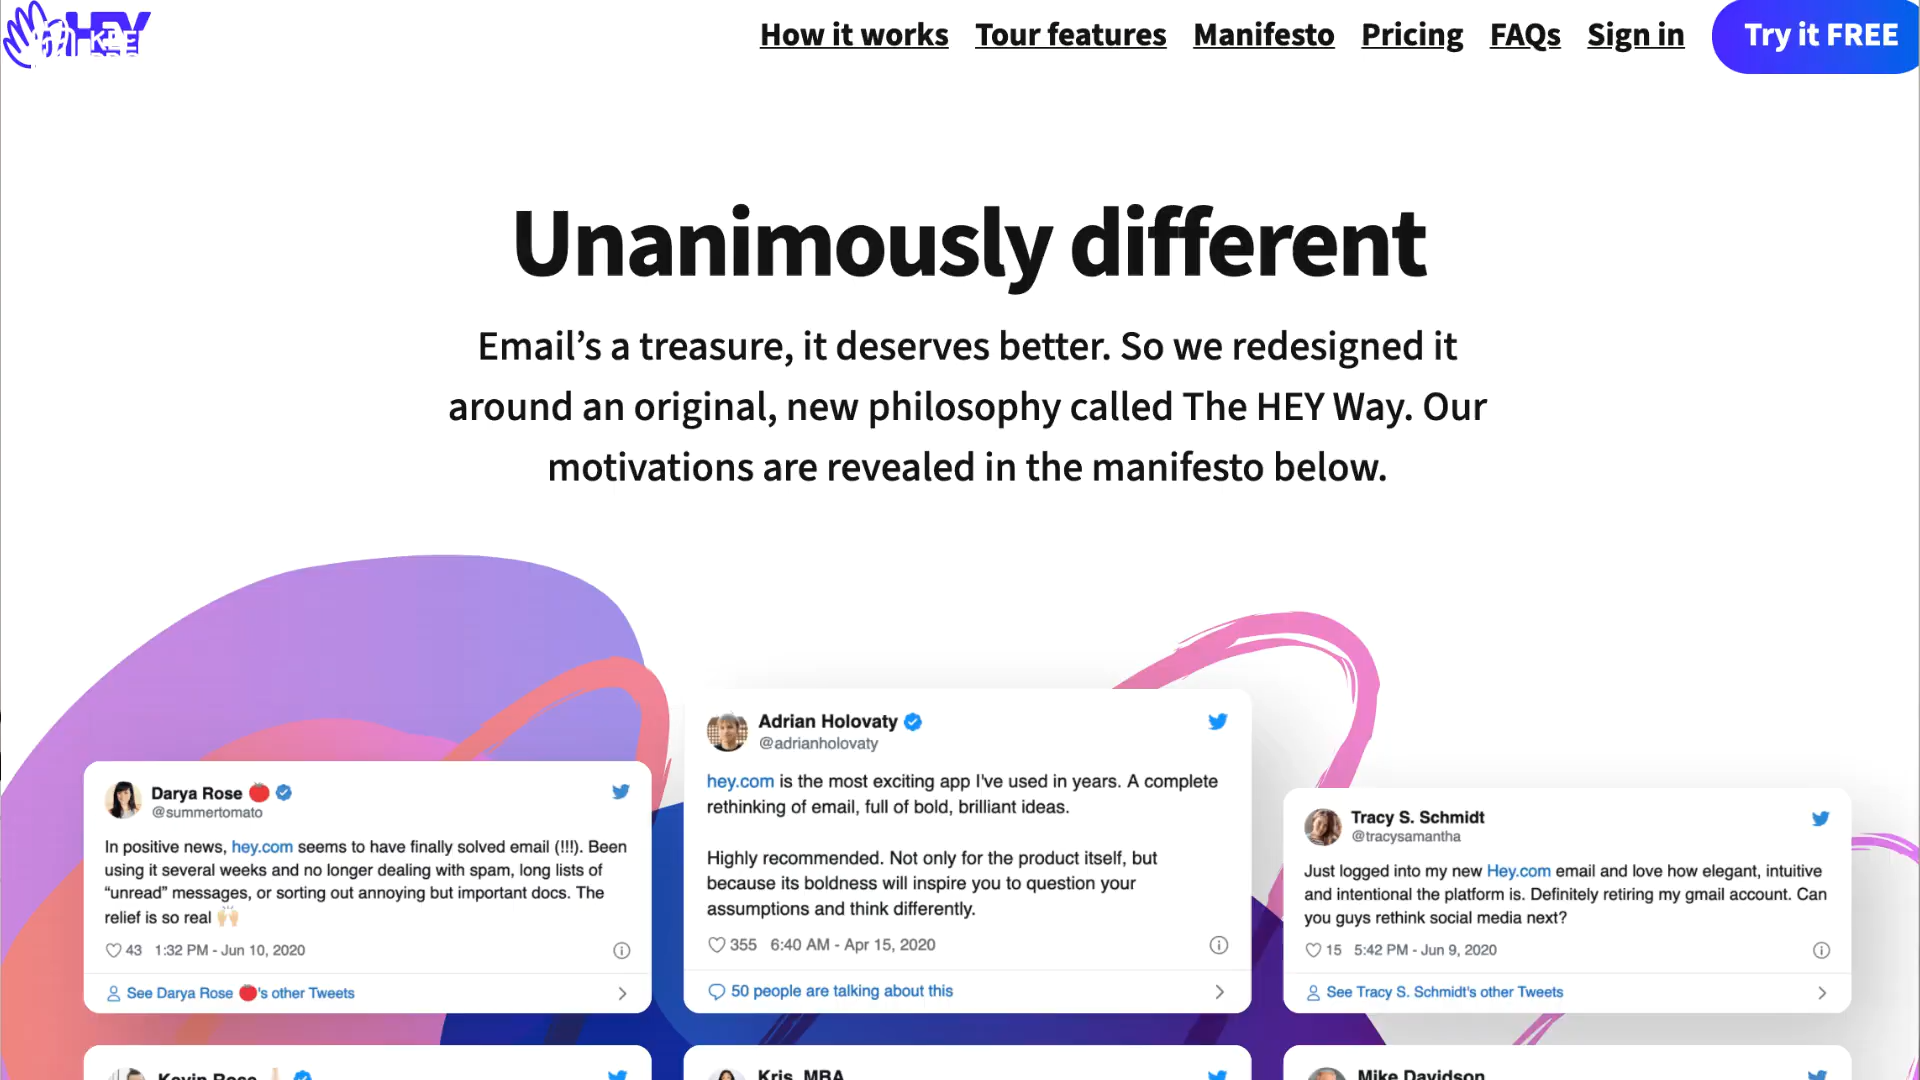 HEY
How it works Tour features Manifesto Pricing FAQs Sign in Try it FREE
Unanimously different
Email’s a treasure, it deserves better. So we redesigned it
around an original, new philosophy called The HEY Way. Our
motivations are revealed in the manifesto below.
Darya Rose
@summertomato
In positive news, hey.com seems to have finally solved email (!!!). Been
using it several weeks and no longer dealing with spam, long lists of
“unread” messages, or sorting out annoying but important docs. The
relief is so real 🙌🏻
43 1:32 PM - Jun 10, 2020
See Darya Rose 🍅's other Tweets
Adrian Holovaty
@adrianholovaty
hey.com is the most exciting app I've used in years. A complete
rethinking of email, full of bold, brilliant ideas.
Highly recommended. Not only for the product itself, but
because its boldness will inspire you to question your
assumptions and think differently.
355 6:40 AM - Apr 15, 2020
50 people are talking about this
Tracy S. Schmidt
@tracysamantha
Just logged into my new Hey.com email and love how elegant, intuitive
and intentional the platform is. Definitely retiring my gmail account. Can
you guys rethink social media next?
15 5:42 PM - Jun 9, 2020
See Tracy S. Schmidt's other Tweets
Kevin Rose
Kris, MBA
Mike Davidson